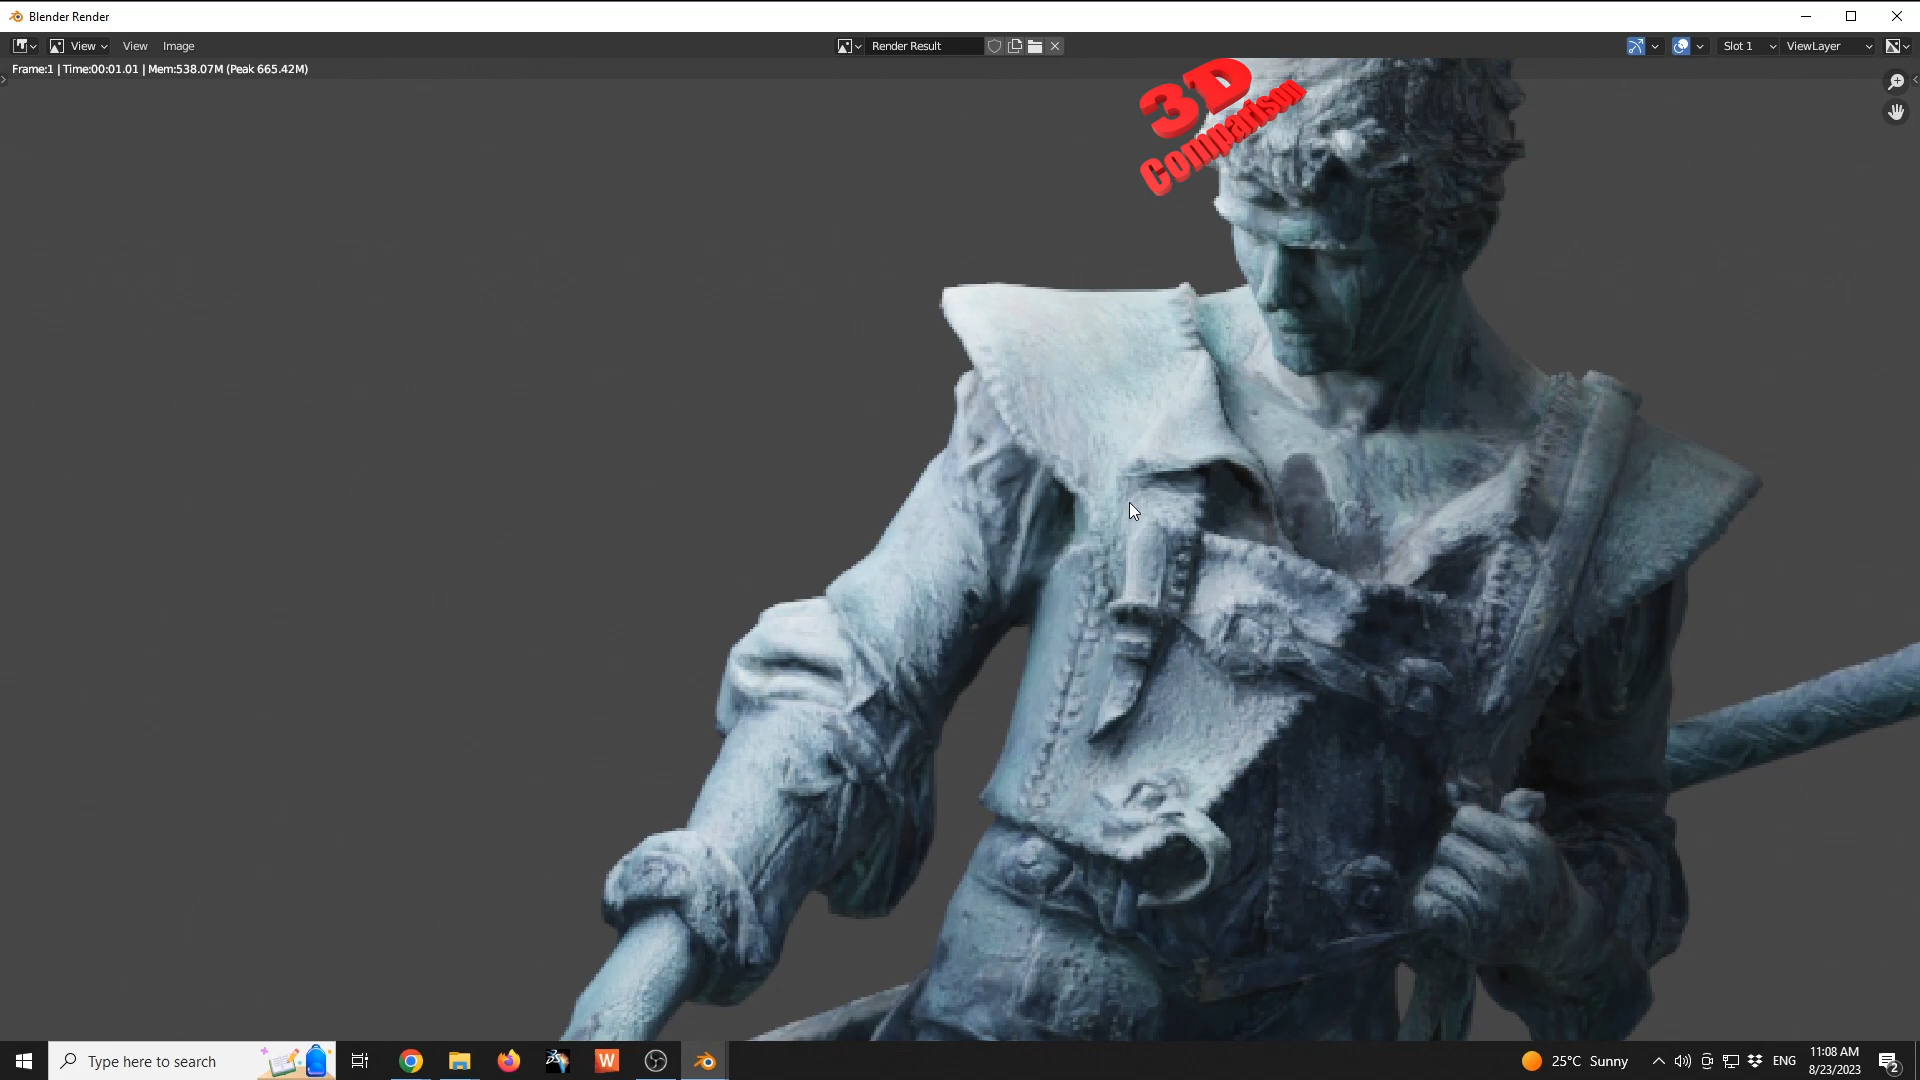 Blender Render
View View Image
Render Result
Slot 1 ViewLayer
Frame:1 | Time:00:01.01 | Mem:538.07M (Peak 665.42M)
3D
Comparison
Type here to search
W
25°C Sunny
ENG
11:08 AM
8/23/2023
2